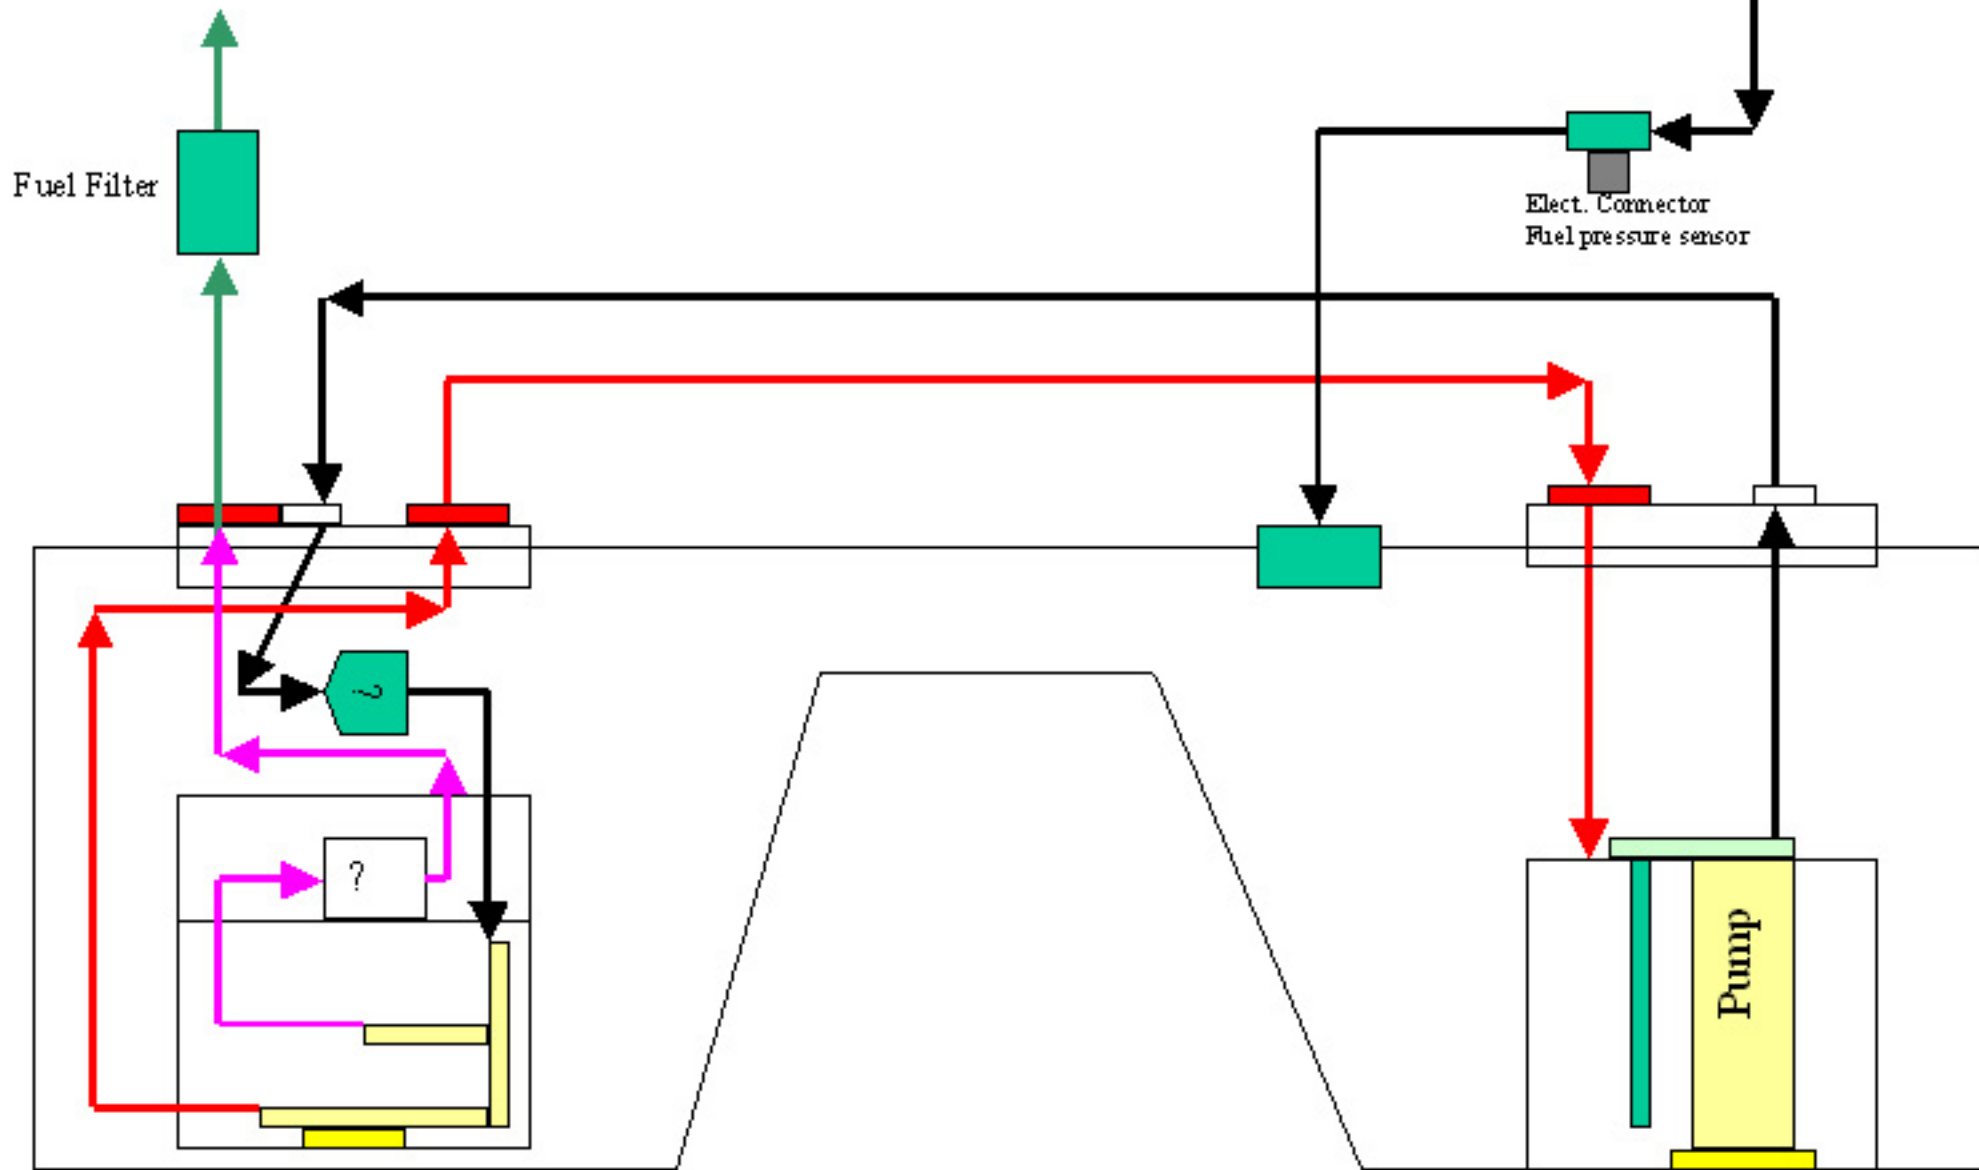 Fuel Filter
Elect. Connector
Fuel pressure sensor
~
?
Pump